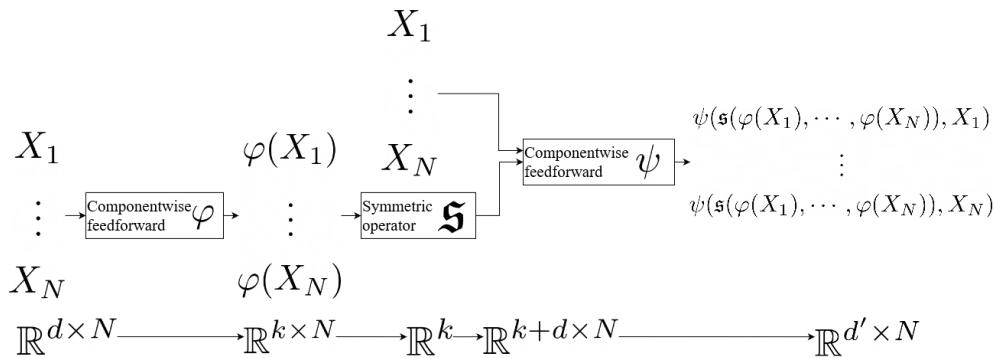 X_1
⋮
X_N
Componentwise
feedforward φ
φ(X_1)
⋮
φ(X_N)
X_1
⋮
X_N
Symmetric
operator 𝔰
Componentwise
feedforward ψ
ψ(𝔰(φ(X_1), ⋯ , φ(X_N)), X_1)
⋮
ψ(𝔰(φ(X_1), ⋯ , φ(X_N)), X_N)
ℝ^{d×N} → ℝ^{k×N} → ℝ^k → ℝ^{k+d×N} → ℝ^{d′×N}